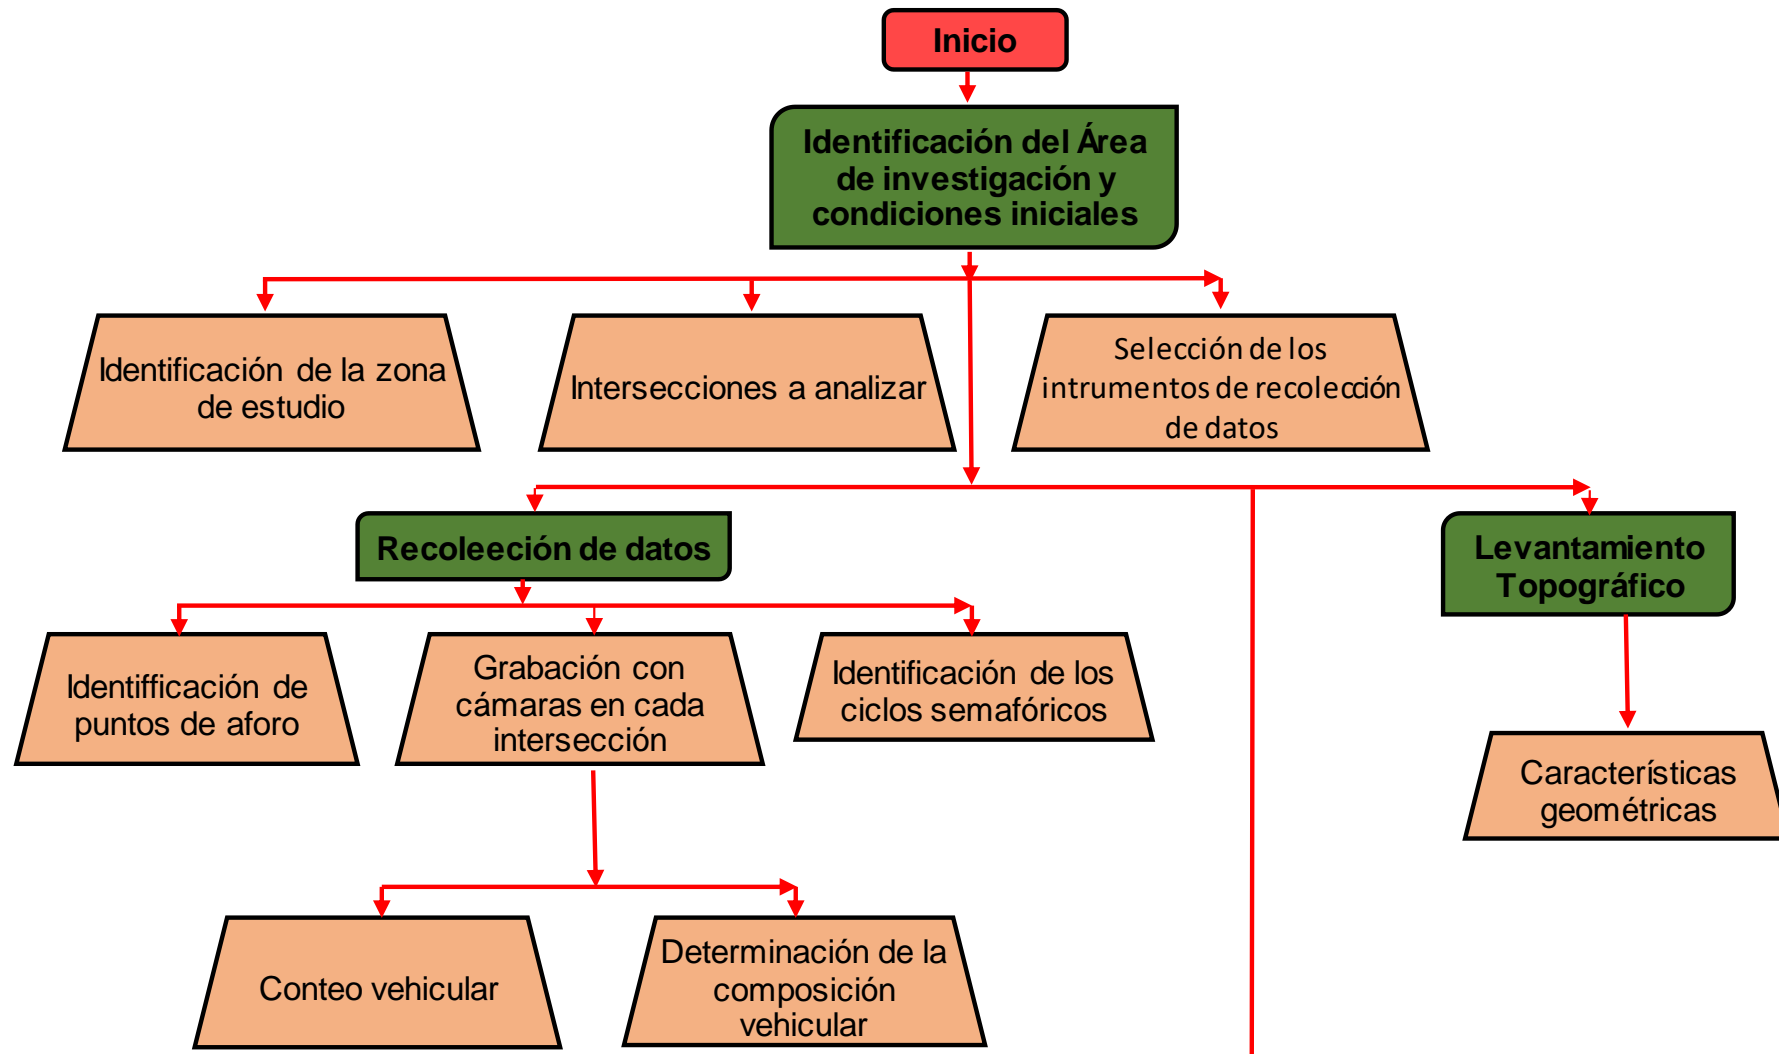 Inicio
Identificación del Área
de investigación y
condiciones iniciales
Identificación de la zona
de estudio
Intersecciones a analizar
Selección de los
intrumentos de recolección
de datos
Recoleeción de datos
Levantamiento
Topográfico
Identifficación de
puntos de aforo
Grabación con
cámaras en cada
intersección
Identificación de los
ciclos semafóricos
Características
geométricas
Conteo vehicular
Determinación de la
composición
vehicular